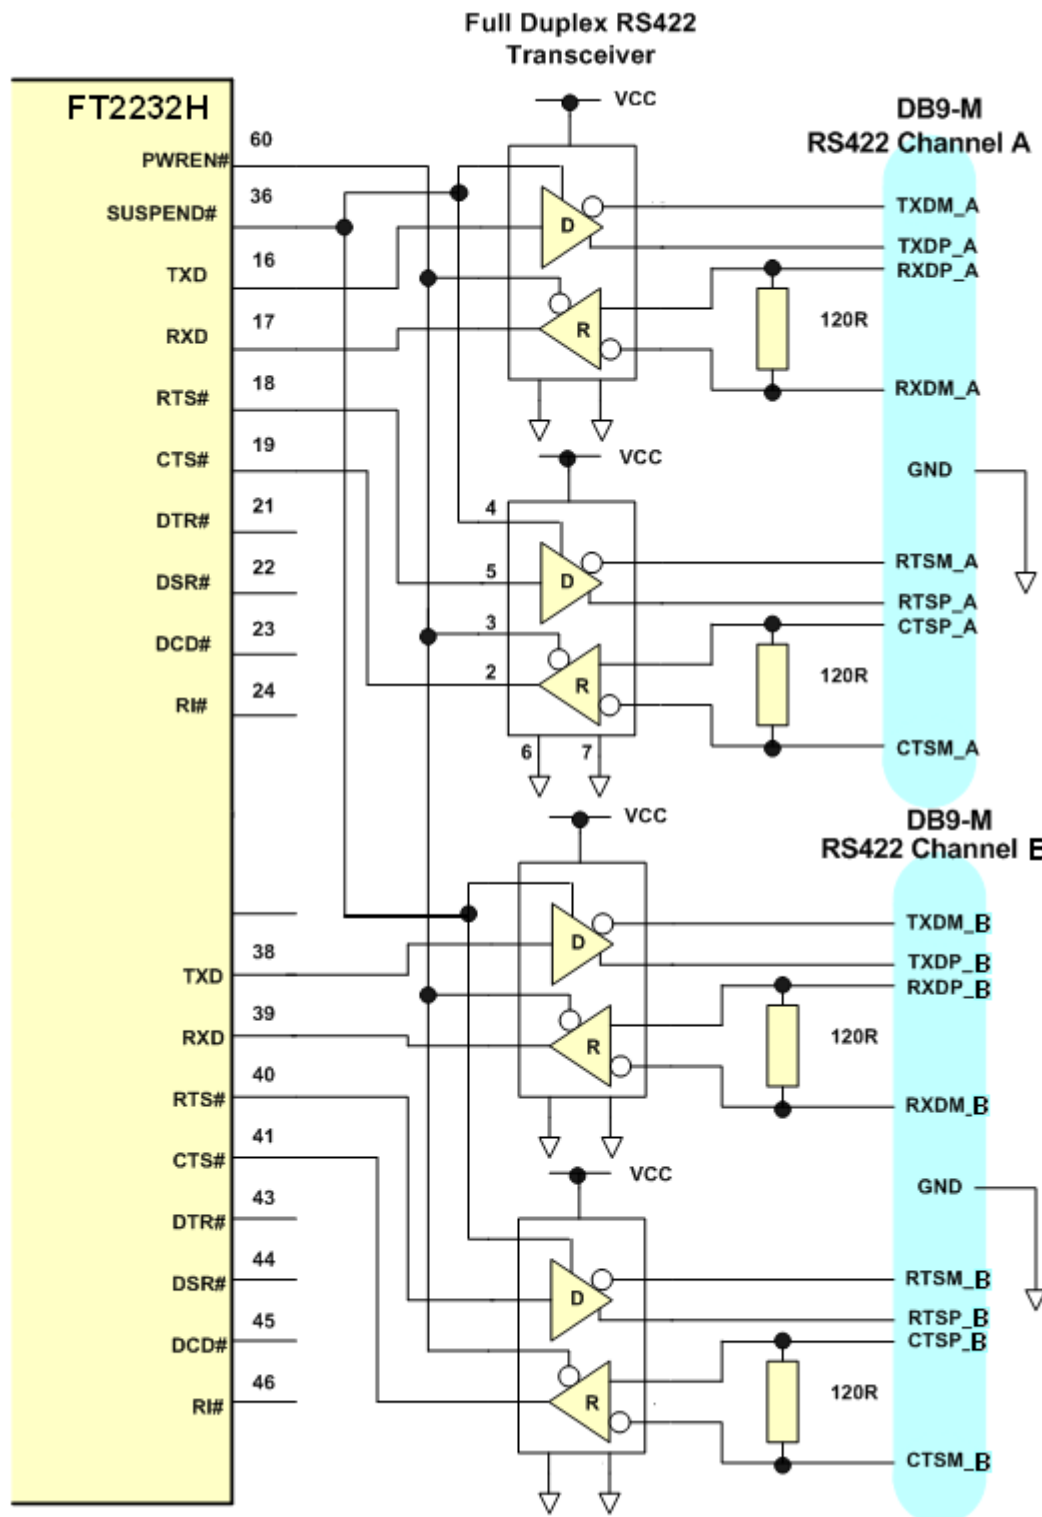 Full Duplex RS422
Transceiver
FT2232H
VCC
DB9-M
RS422 Channel A
60
PWREN#
36
SUSPEND#
TXDM_A
D
TXDP_A
16
TXD
RXDP_A
17
RXD
R
120R
18
RTS#
RXDM_A
19
CTS#
VCC
GND
21
DTR#
4
22
DSR#
5
D
RTSM_A
RTSP_A
23
DCD#
3
CTSP_A
24
RI#
2
R
120R
6
7
CTSM_A
VCC
DB9-M
RS422 Channel B
TXDM_B
38
TXD
D
TXDP_B
RXDP_B
39
RXD
R
120R
40
RTS#
RXDM_B
41
CTS#
VCC
GND
43
DTR#
44
DSR#
D
RTSM_B
RTSP_B
45
DCD#
CTSP_B
46
RI#
R
120R
CTSM_B